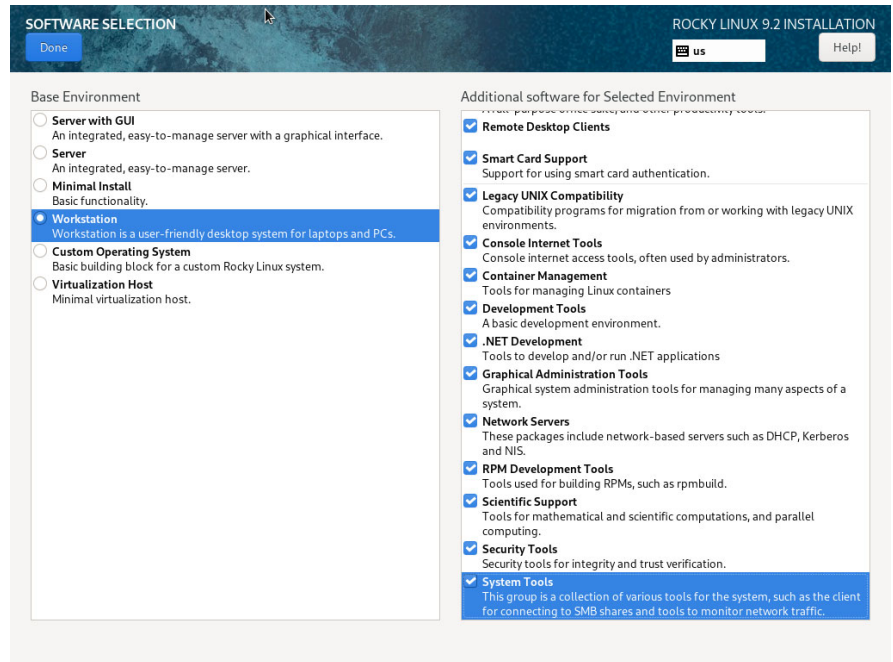 SOFTWARE SELECTION
ROCKY LINUX 9.2 INSTALLATION
Done
us
Help!
Base Environment
Server with GUI
An integrated, easy-to-manage server with a graphical interface.
Server
An integrated, easy-to-manage server.
Minimal Install
Basic functionality.
Workstation
Workstation is a user-friendly desktop system for laptops and PCs.
Custom Operating System
Basic building block for a custom Rocky Linux system.
Virtualization Host
Minimal virtualization host.
Additional software for Selected Environment
A full-purpose office suite, and other productivity tools.
Remote Desktop Clients
Smart Card Support
Support for using smart card authentication.
Legacy UNIX Compatibility
Compatibility programs for migration from or working with legacy UNIX
environments.
Console Internet Tools
Console internet access tools, often used by administrators.
Container Management
Tools for managing Linux containers
Development Tools
A basic development environment.
.NET Development
Tools to develop and/or run .NET applications
Graphical Administration Tools
Graphical system administration tools for managing many aspects of a
system.
Network Servers
These packages include network-based servers such as DHCP, Kerberos
and NIS.
RPM Development Tools
Tools used for building RPMs, such as rpmbuild.
Scientific Support
Tools for mathematical and scientific computations, and parallel
computing.
Security Tools
Security tools for integrity and trust verification.
System Tools
This group is a collection of various tools for the system, such as the client
for connecting to SMB shares and tools to monitor network traffic.